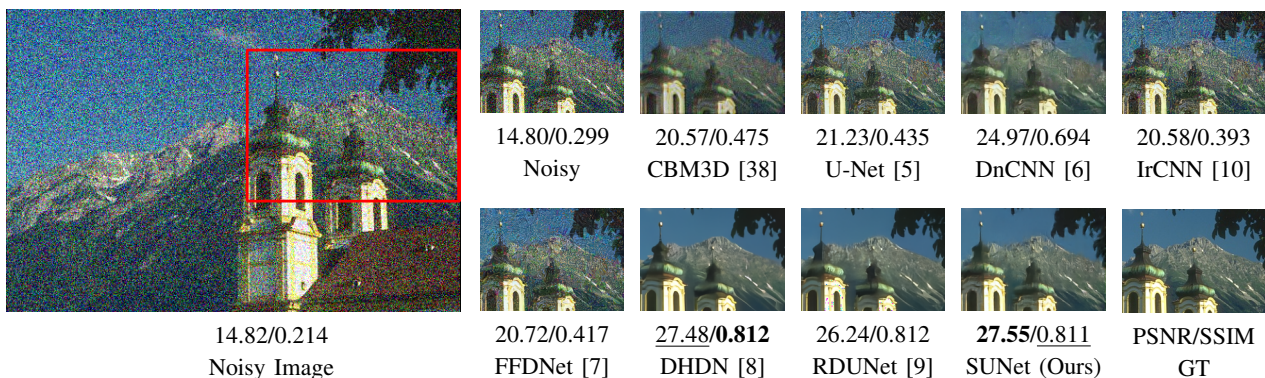 14.82/0.214
Noisy Image
14.80/0.299
Noisy
20.57/0.475
CBM3D [38]
21.23/0.435
U-Net [5]
24.97/0.694
DnCNN [6]
20.58/0.393
IrCNN [10]
20.72/0.417
FFDNet [7]
27.48/0.812
DHDN [8]
26.24/0.812
RDUNet [9]
27.55/0.811
SUNet (Ours)
PSNR/SSIM
GT